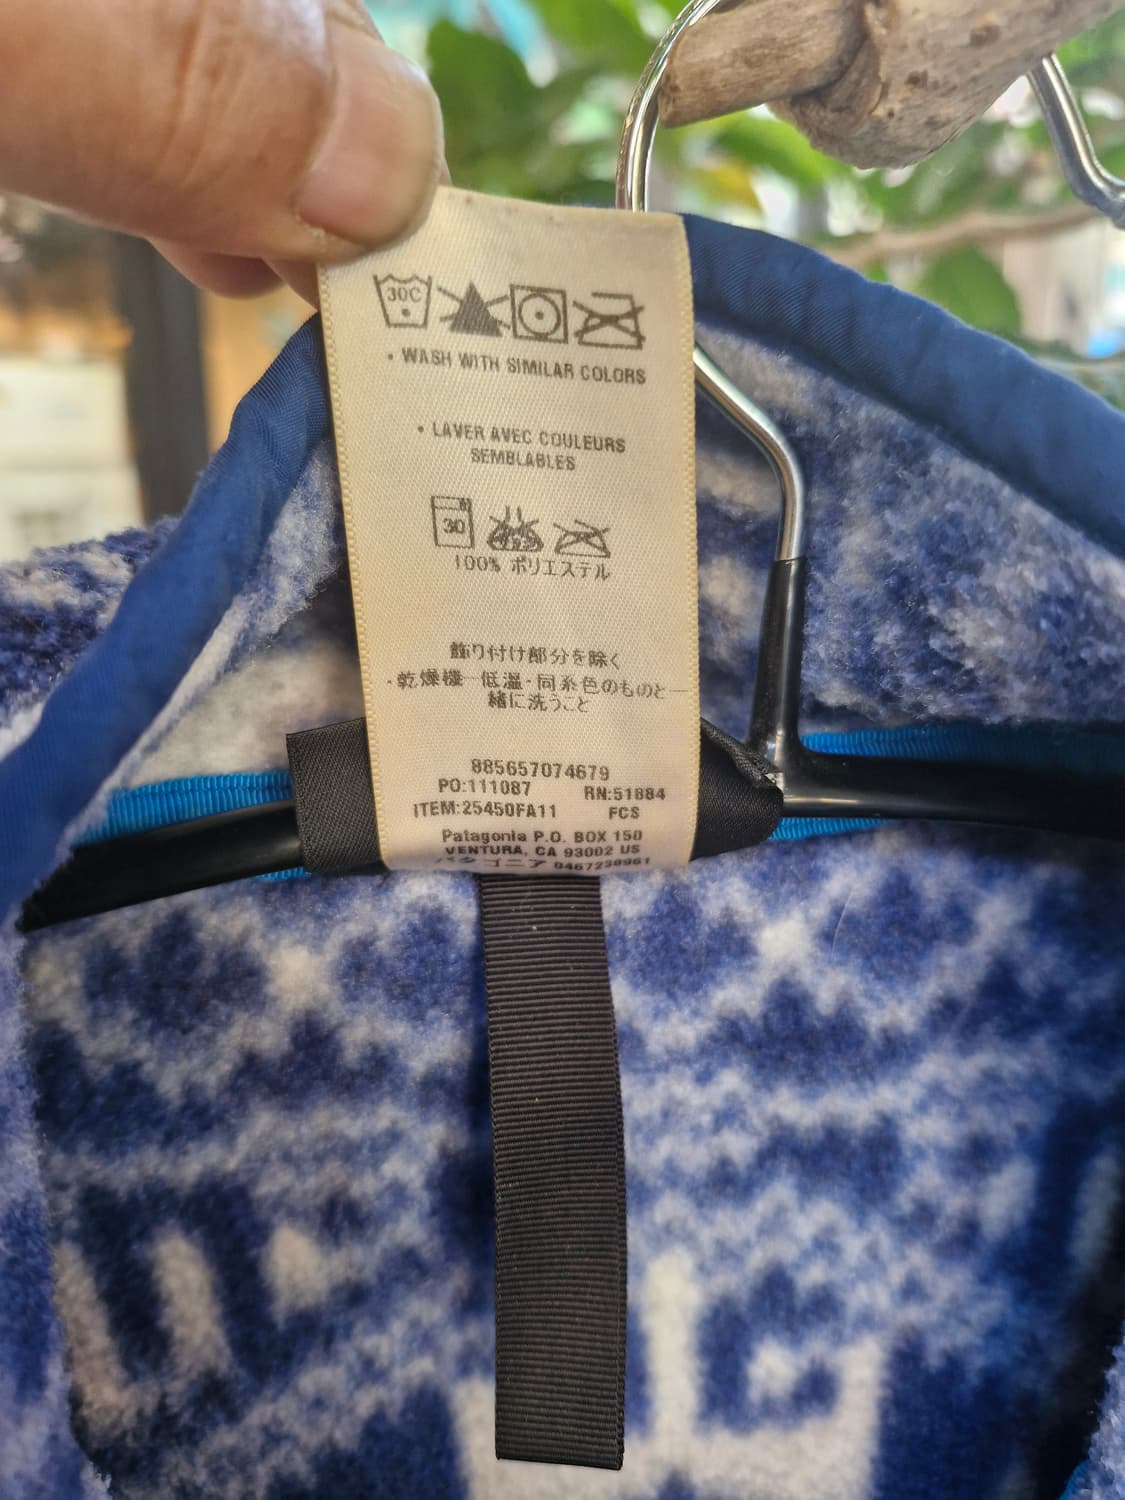 30C
• WASH WITH SIMILAR COLORS
• LAVER AVEC COULEURS
SEMBLABLES
30
100% ポリエステル
飾り付け部分を除く
・乾燥機―低温・同系色のものと一
緒に洗うこと
885657074679
PO:111087 RN:51884
ITEM:25450FA11 FCS
Patagonia P.O. BOX 150
VENTURA, CA 93002 US
パタゴニア 0467238961